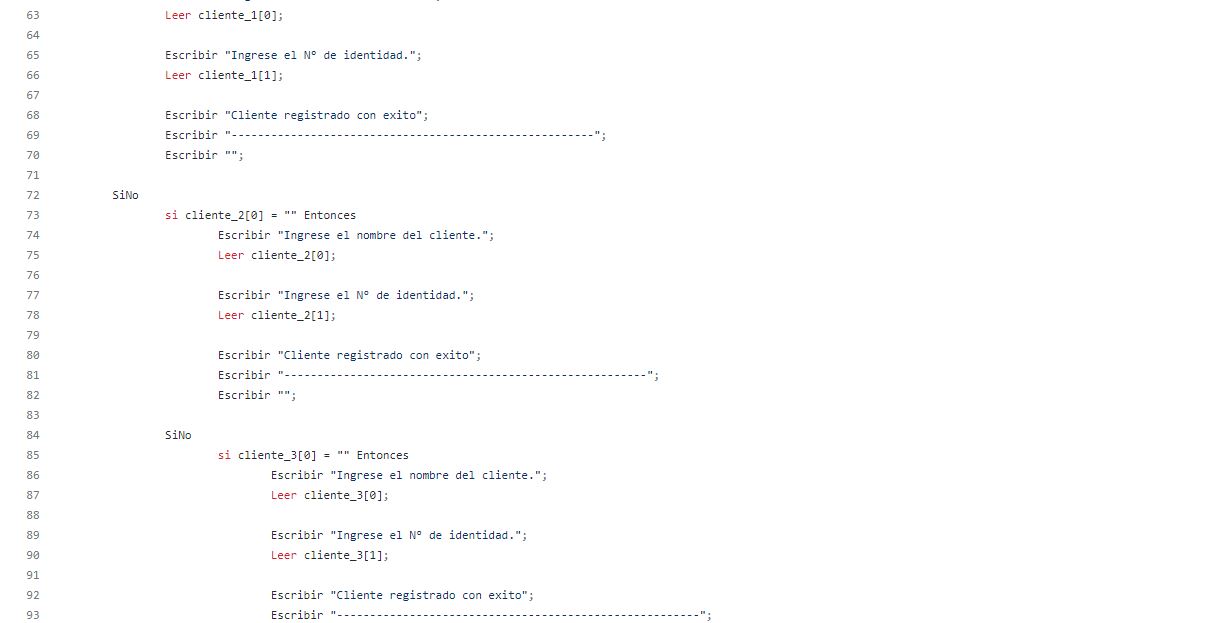 63 Leer cliente_1[0];
64
65 Escribir "Ingrese el Nº de identidad.";
66 Leer cliente_1[1];
67
68 Escribir "Cliente registrado con exito";
69 Escribir "-------------------------------------------------------";
70 Escribir "";
71
72 SiNo
73 si cliente_2[0] = "" Entonces
74 Escribir "Ingrese el nombre del cliente.";
75 Leer cliente_2[0];
76
77 Escribir "Ingrese el Nº de identidad.";
78 Leer cliente_2[1];
79
80 Escribir "Cliente registrado con exito";
81 Escribir "-------------------------------------------------------";
82 Escribir "";
83
84 SiNo
85 si cliente_3[0] = "" Entonces
86 Escribir "Ingrese el nombre del cliente.";
87 Leer cliente_3[0];
88
89 Escribir "Ingrese el Nº de identidad.";
90 Leer cliente_3[1];
91
92 Escribir "Cliente registrado con exito";
93 Escribir "-------------------------------------------------------";